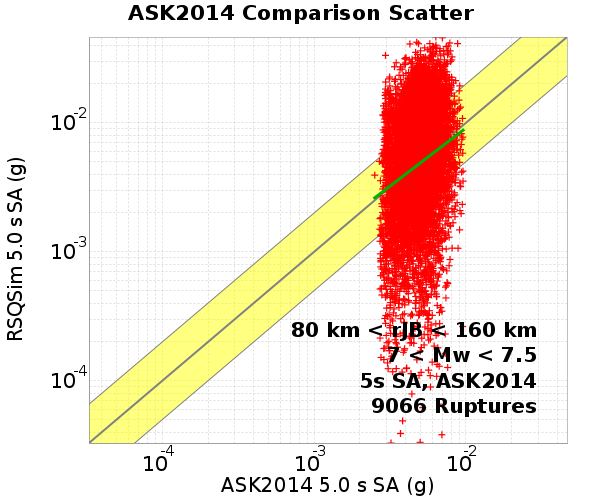 ASK2014 Comparison Scatter
RSQSim 5.0 s SA (g)
10⁻²
10⁻³
10⁻⁴
80 km < rJB < 160 km
7 < Mw < 7.5
5s SA, ASK2014
9066 Ruptures
10⁻⁴ 10⁻³ 10⁻²
ASK2014 5.0 s SA (g)